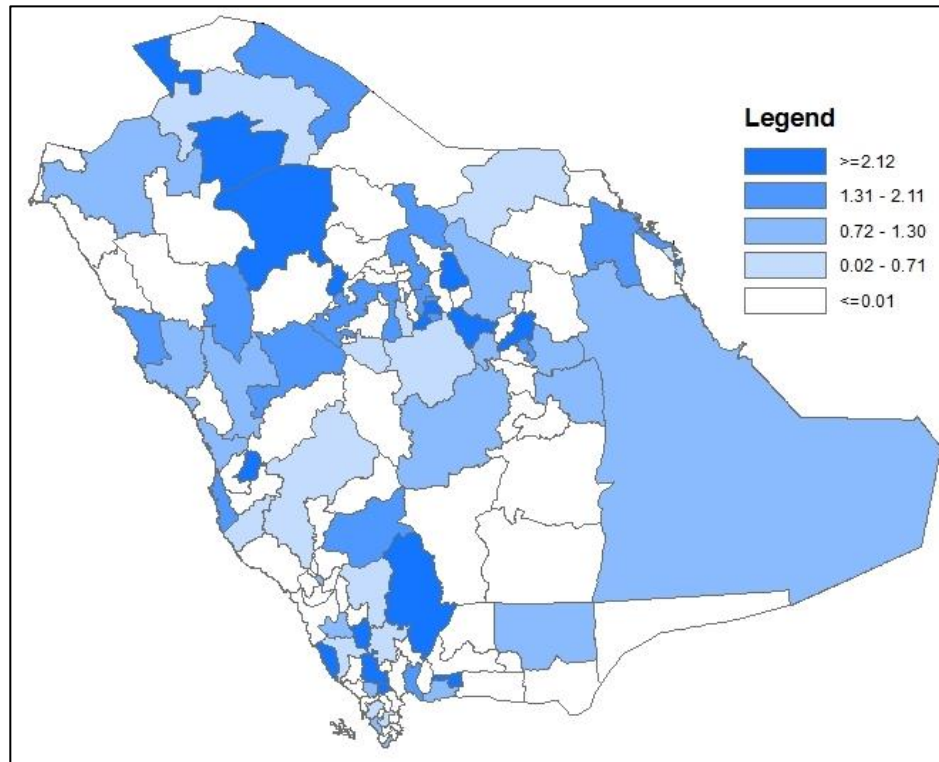 Legend
>=2.12
1.31 - 2.11
0.72 - 1.30
0.02 - 0.71
<=0.01